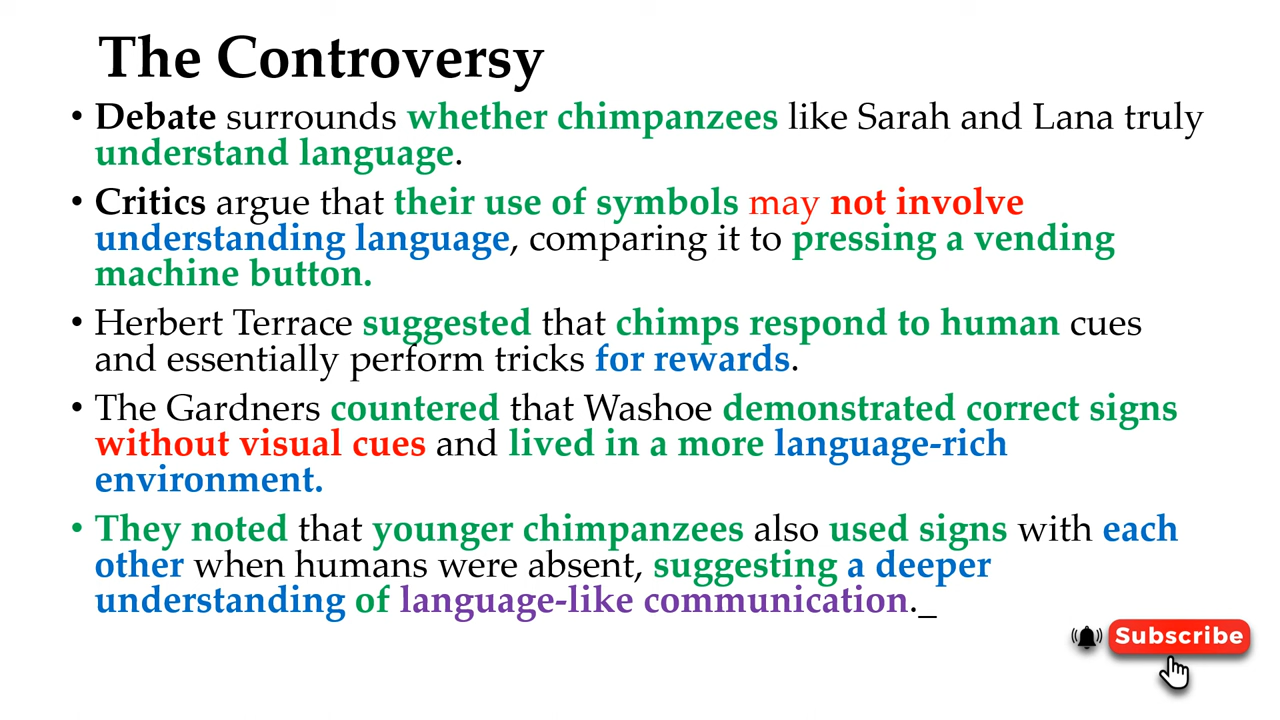 The Controversy
• Debate surrounds whether chimpanzees like Sarah and Lana truly
understand language.
• Critics argue that their use of symbols may not involve
understanding language, comparing it to pressing a vending
machine button.
• Herbert Terrace suggested that chimps respond to human cues
and essentially perform tricks for rewards.
• The Gardners countered that Washoe demonstrated correct signs
without visual cues and lived in a more language-rich
environment.
• They noted that younger chimpanzees also used signs with each
other when humans were absent, suggesting a deeper
understanding of language-like communication._
Subscribe